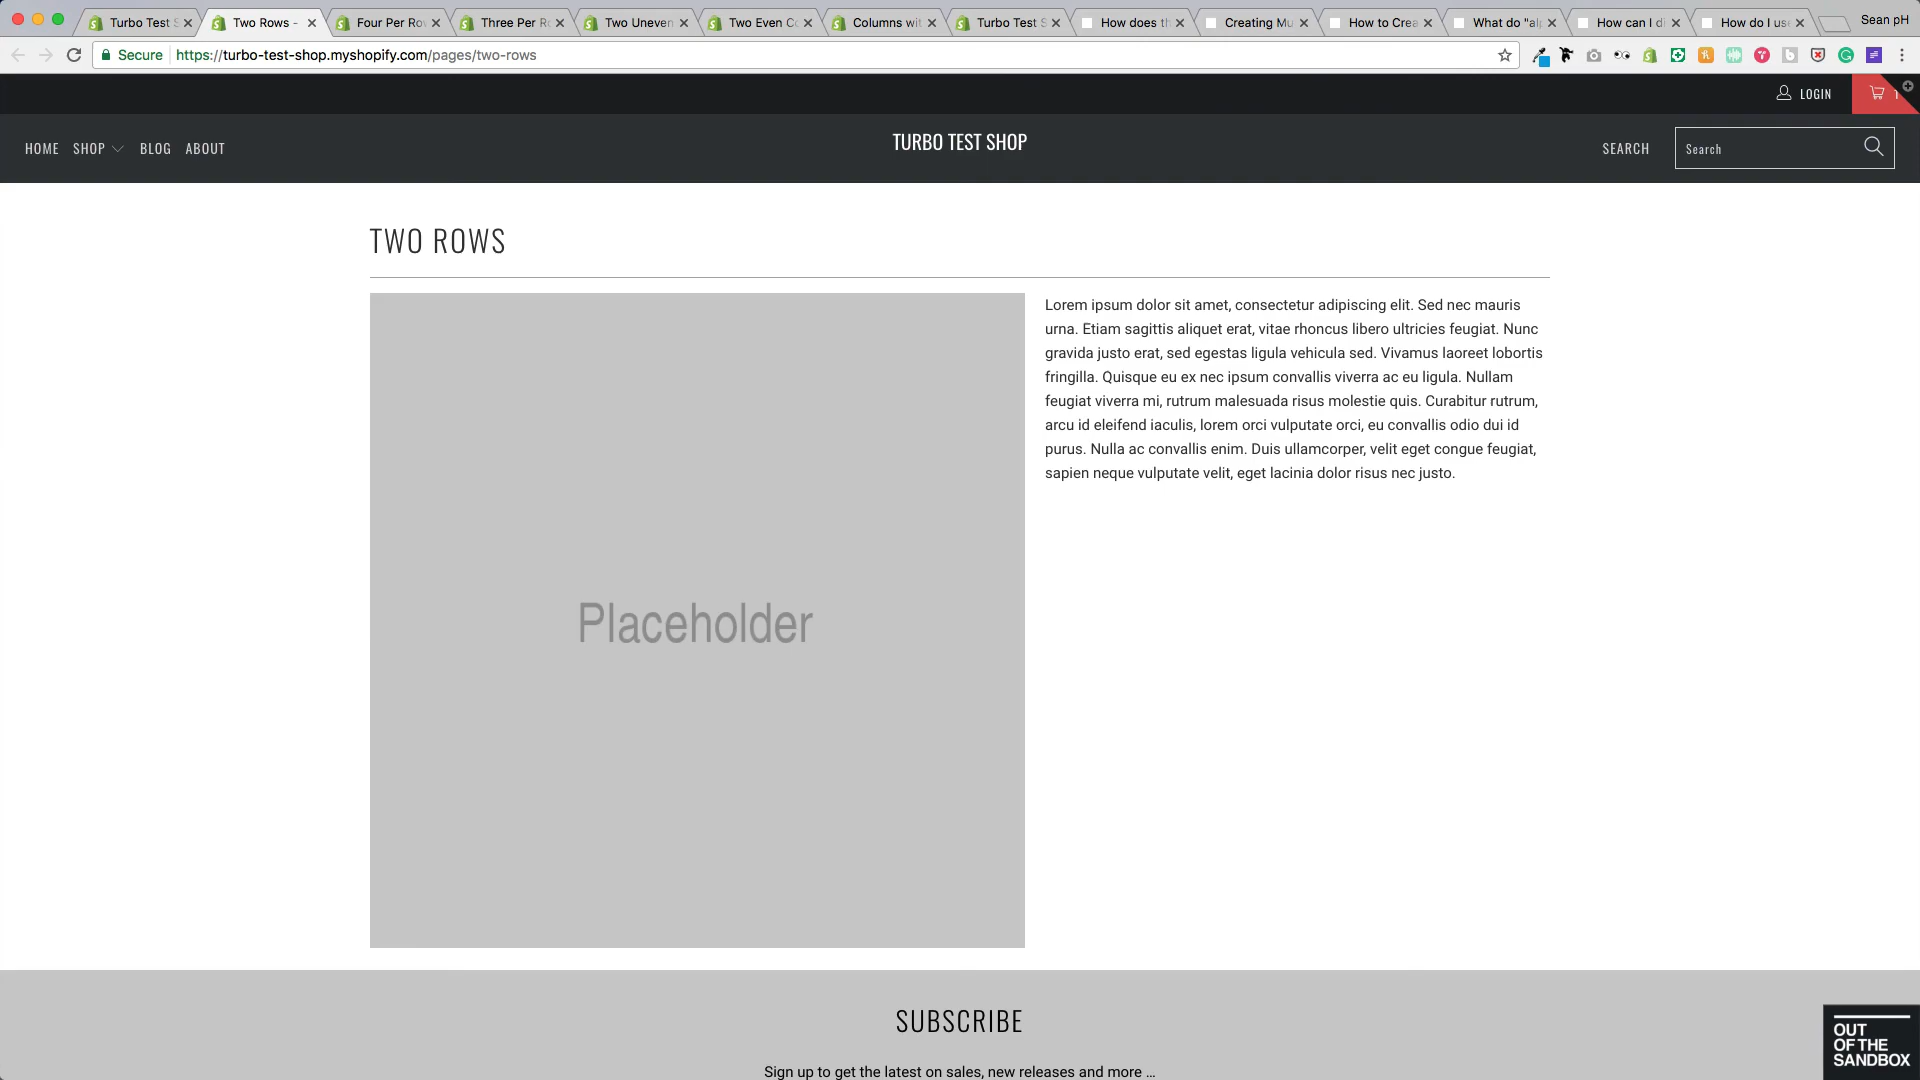 Turbo Test S
Two Rows -
Four Per Ro
Three Per R
Two Uneven
Two Even C
Columns wit
Turbo Test S
How does th
Creating Mu
How to Crea
What do "al
How can I d
How do I use
Sean pH
Secure
https://turbo-test-shop.myshopify.com/pages/two-rows
LOGIN
HOME
SHOP
BLOG
ABOUT
TURBO TEST SHOP
SEARCH
Search
TWO ROWS
Placeholder
Lorem ipsum dolor sit amet, consectetur adipiscing elit. Sed nec mauris
urna. Etiam sagittis aliquet erat, vitae rhoncus libero ultricies feugiat. Nunc
gravida justo erat, sed egestas ligula vehicula sed. Vivamus laoreet lobortis
fringilla. Quisque eu ex nec ipsum convallis viverra ac eu ligula. Nullam
feugiat viverra mi, rutrum malesuada risus molestie quis. Curabitur rutrum,
arcu id eleifend iaculis, lorem orci vulputate orci, eu convallis odio dui id
purus. Nulla ac convallis enim. Duis ullamcorper, velit eget congue feugiat,
sapien neque vulputate velit, eget lacinia dolor risus nec justo.
SUBSCRIBE
Sign up to get the latest on sales, new releases and more …
OUT
OF THE
SANDBOX